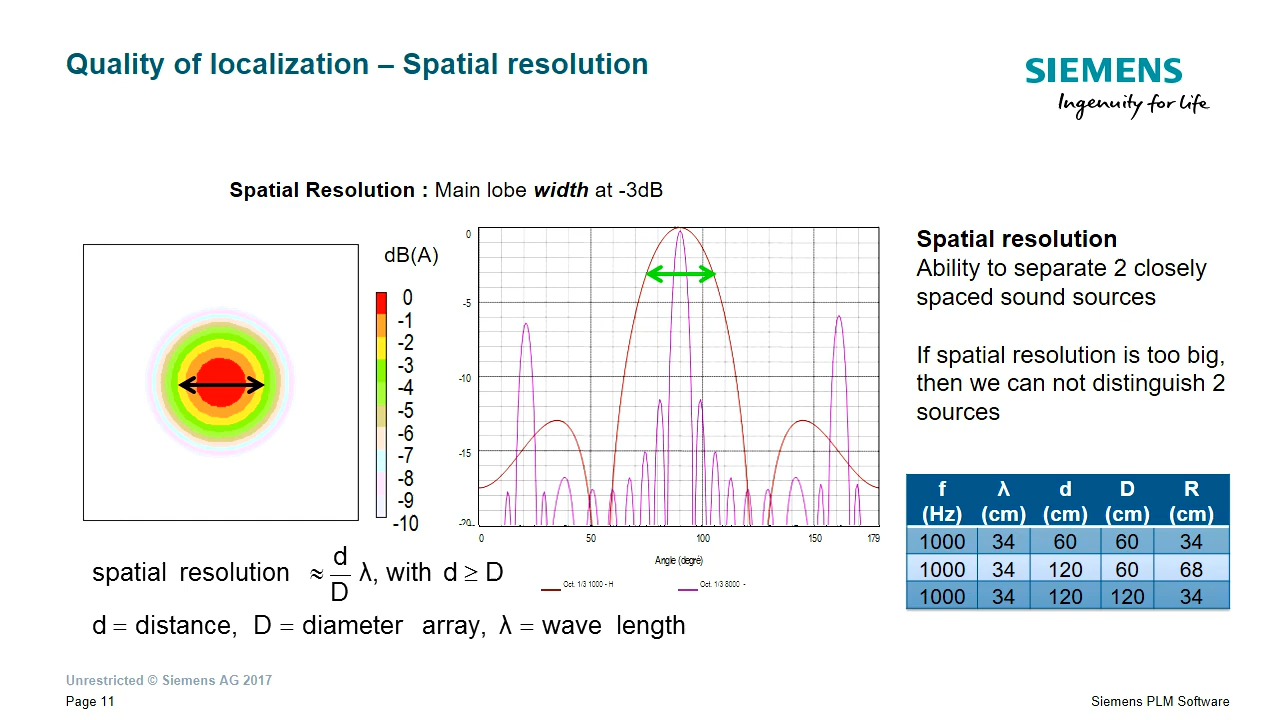 Quality of localization – Spatial resolution
SIEMENS
Ingenuity for life
Spatial Resolution : Main lobe width at -3dB
dB(A)
0
-1
-2
-3
-4
-5
-6
-7
-8
-9
-10
0
-5
-10
-15
-20
0 50 100 150 179
Angle (degré)
Oct. 1/3 1000 - H Oct. 1/3 8000 -
Spatial resolution
Ability to separate 2 closely
spaced sound sources
If spatial resolution is too big,
then we can not distinguish 2
sources
f λ d D R
(Hz) (cm) (cm) (cm) (cm)
1000 34 60 60 34
1000 34 120 60 68
1000 34 120 120 34
spatial resolution ≈ d/D λ, with d ≥ D
d = distance, D = diameter array, λ = wave length
Unrestricted © Siemens AG 2017
Page 11
Siemens PLM Software